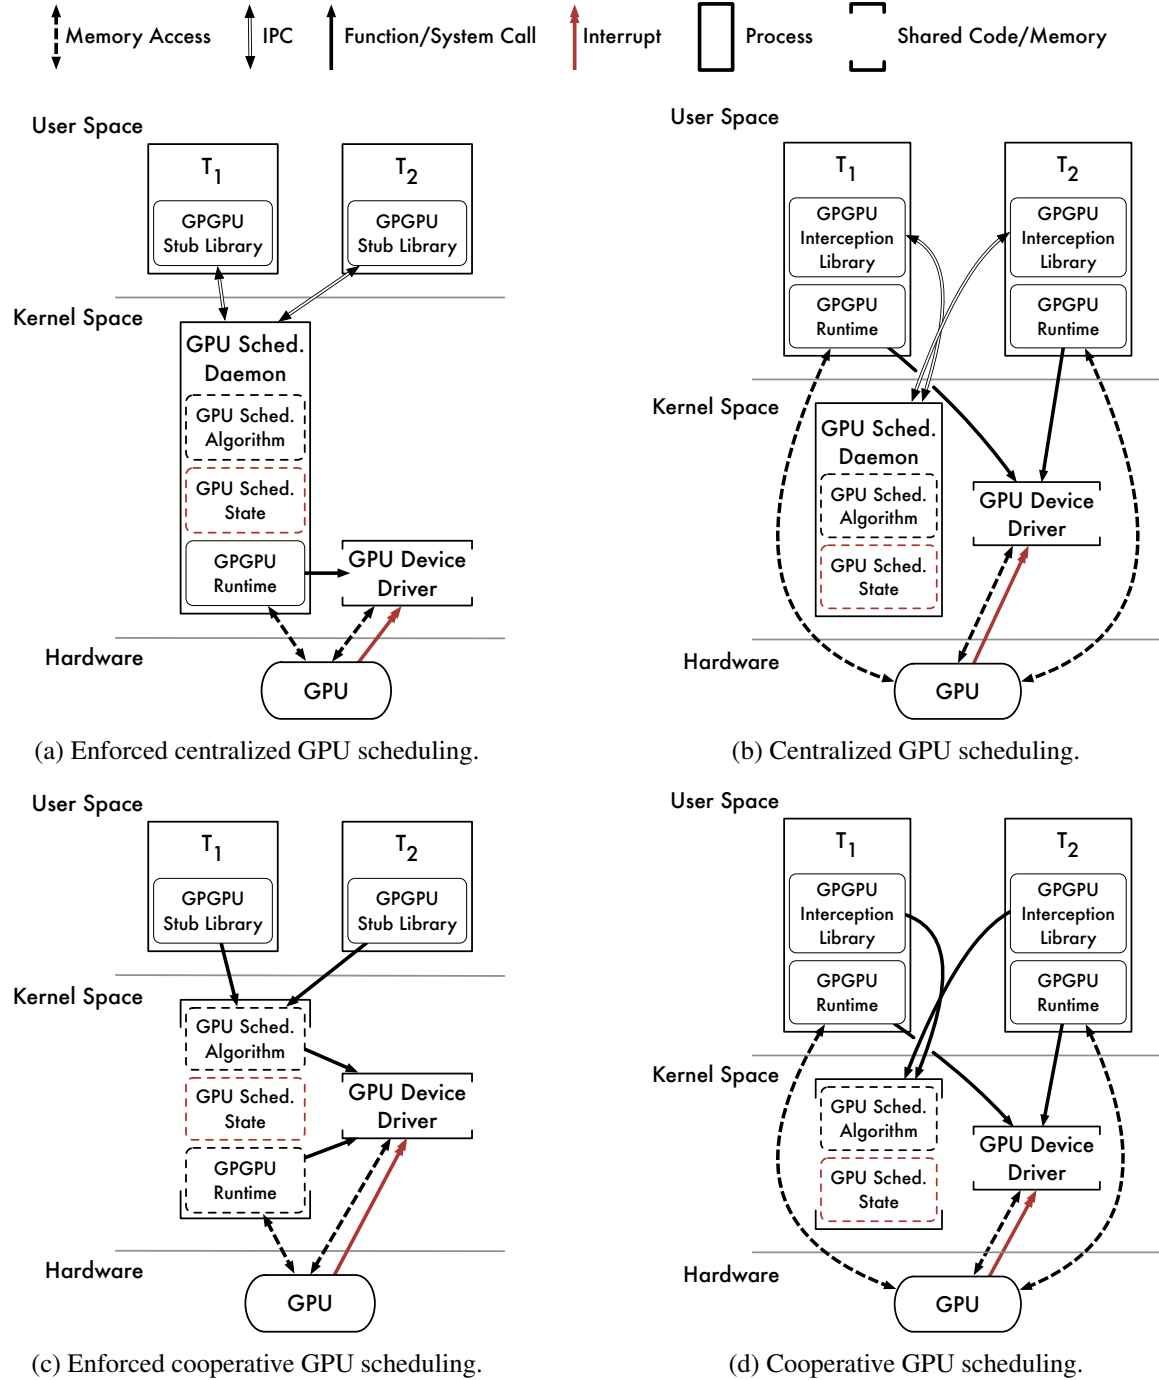 Memory Access
IPC
Function/System Call
Interrupt
Process
Shared Code/Memory
User Space
T1
GPGPU
Stub Library
T2
GPGPU
Stub Library
Kernel Space
GPU Sched.
Daemon
GPU Sched.
Algorithm
GPU Sched.
State
GPGPU
Runtime
GPU Device
Driver
Hardware
GPU
(a) Enforced centralized GPU scheduling.
User Space
T1
GPGPU
Interception
Library
GPGPU
Runtime
T2
GPGPU
Interception
Library
GPGPU
Runtime
Kernel Space
GPU Sched.
Daemon
GPU Sched.
Algorithm
GPU Sched.
State
GPU Device
Driver
Hardware
GPU
(b) Centralized GPU scheduling.
User Space
T1
GPGPU
Stub Library
T2
GPGPU
Stub Library
Kernel Space
GPU Sched.
Algorithm
GPU Sched.
State
GPGPU
Runtime
GPU Device
Driver
Hardware
GPU
(c) Enforced cooperative GPU scheduling.
User Space
T1
GPGPU
Interception
Library
GPGPU
Runtime
T2
GPGPU
Interception
Library
GPGPU
Runtime
Kernel Space
GPU Sched.
Algorithm
GPU Sched.
State
GPU Device
Driver
Hardware
GPU
(d) Cooperative GPU scheduling.